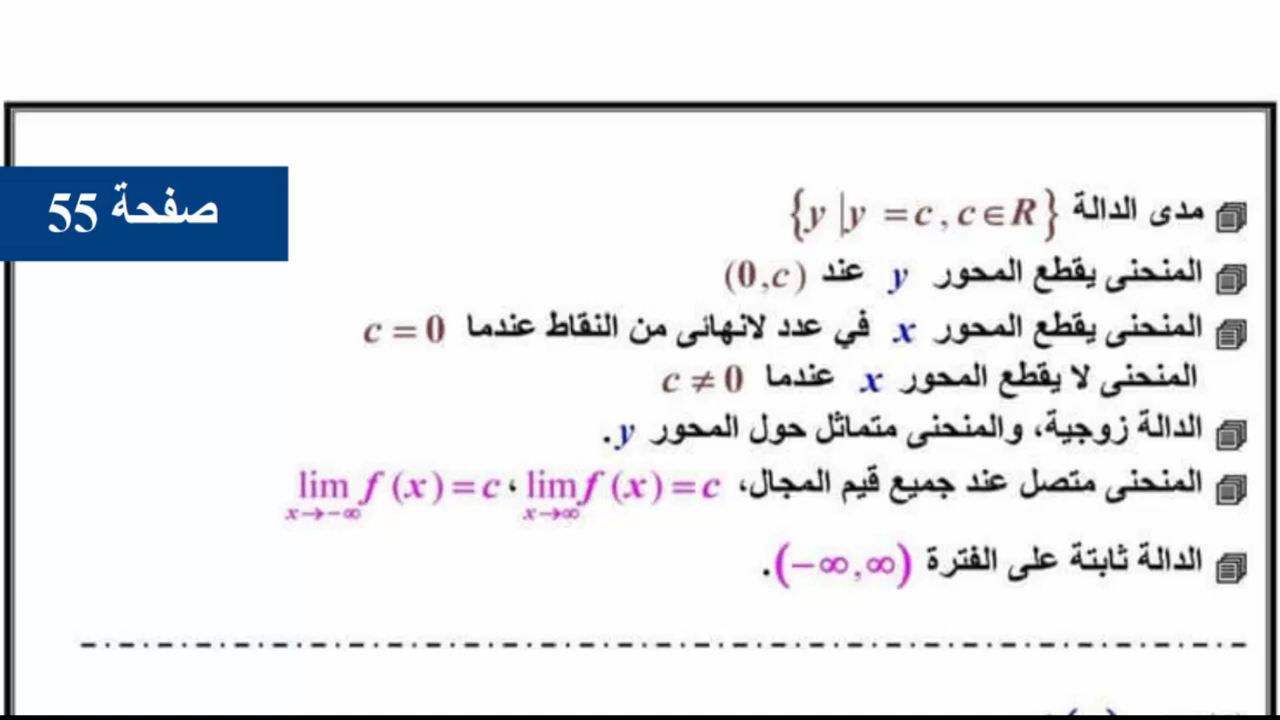 صفحة 55
مدى الدالة {y |y = c , c ∈ R}
المنحنى يقطع المحور y عند (0,c)
المنحنى يقطع المحور x في عدد لانهائى من النقاط عندما c = 0
المنحنى لا يقطع المحور x عندما c ≠ 0
الدالة زوجية، والمنحنى متماثل حول المحور y.
المنحنى متصل عند جميع قيم المجال، lim x→∞ f (x) = c ، lim x→−∞ f (x) = c
الدالة ثابتة على الفترة (−∞,∞).